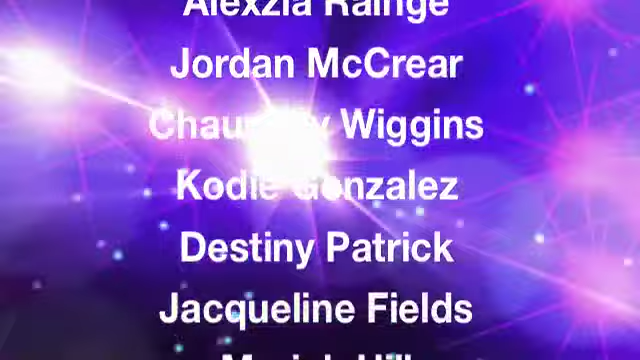 Alexzia Rainge
Jordan McCrear
Wiggins
Kodie Gonzalez
Destiny Patrick
Jacqueline Fields